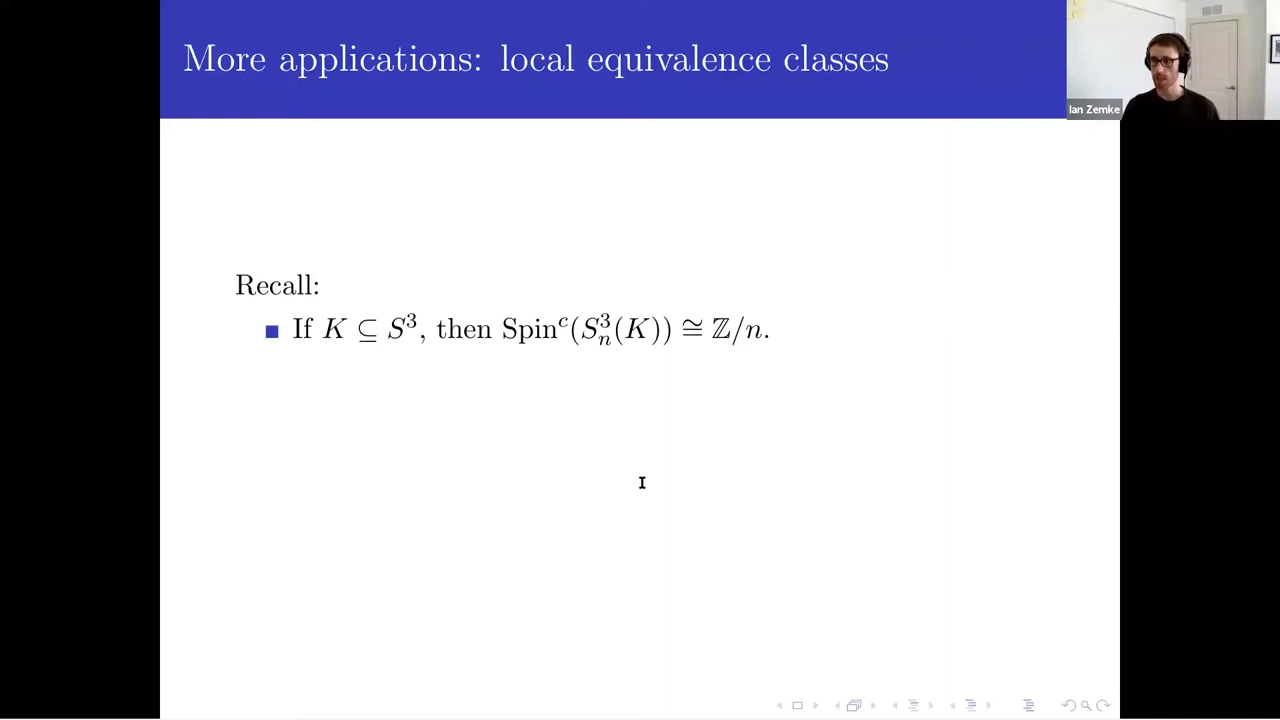 More applications: local equivalence classes
Ian Zemke
Recall:
■ If K ⊆ S³, then Spinᶜ(S³ₙ(K)) ≅ ℤ/n.